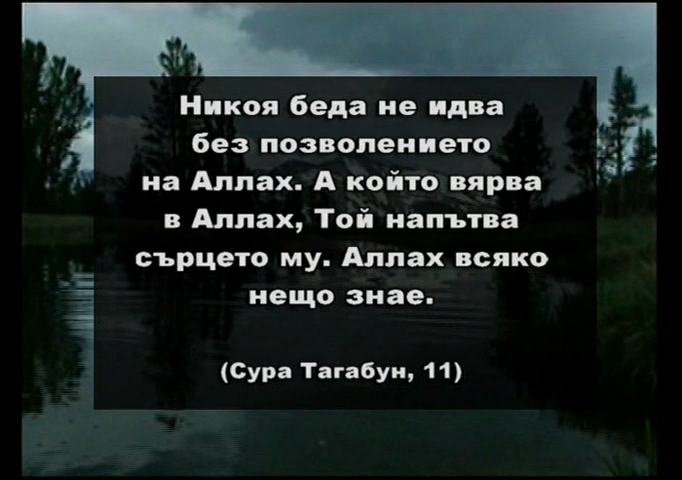 Никоя беда не идва
без позволението
на Аллах. А който вярва
в Аллах, Той напътва
сърцето му. Аллах всяко
нещо знае.
(Сура Тагабун, 11)